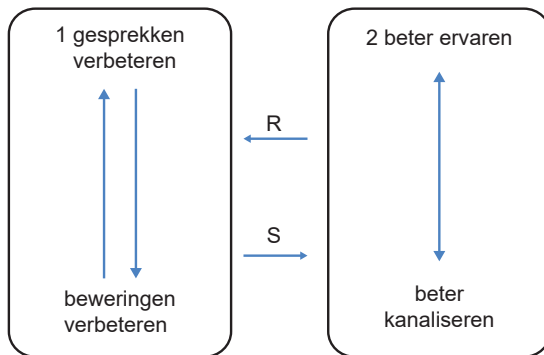 1 gesprekken
verbeteren
2 beter ervaren
R
S
beweringen
verbeteren
beter
kanaliseren